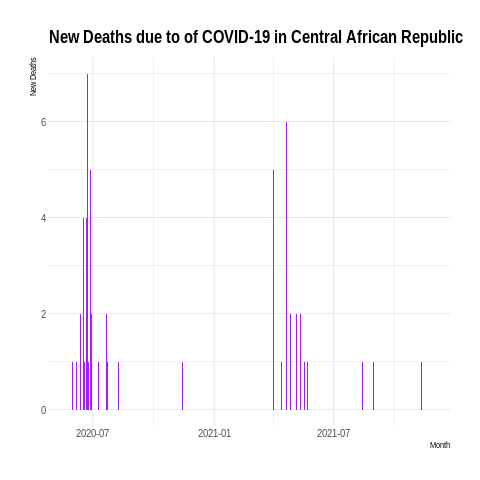 New Deaths due to of COVID-19 in Central African Republic
New Deaths
6
4
2
0
2020-07
2021-01
2021-07
Month